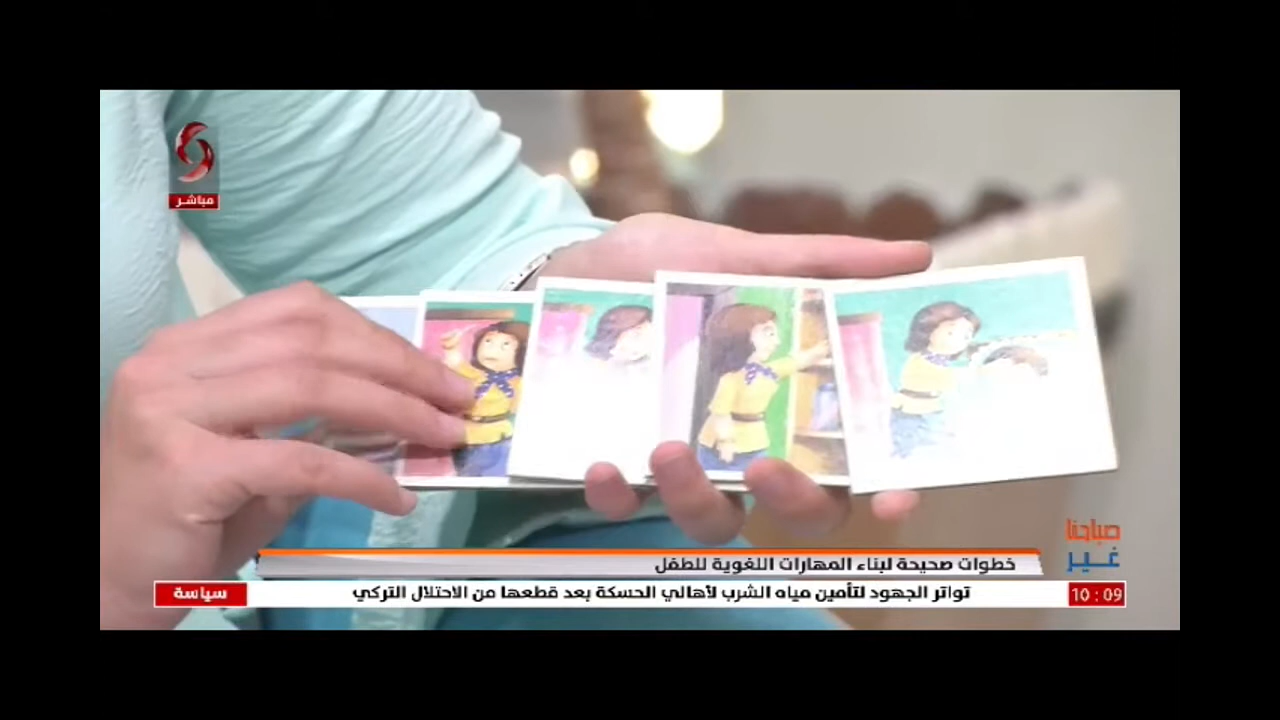 مباشر
صباحنا
غير
خطوات صحيحة لبناء المهارات اللغوية للطفل
10 : 09
تواتر الجهود لتأمين مياه الشرب لأهالي الحسكة بعد قطعها من الاحتلال التركي
سياسة